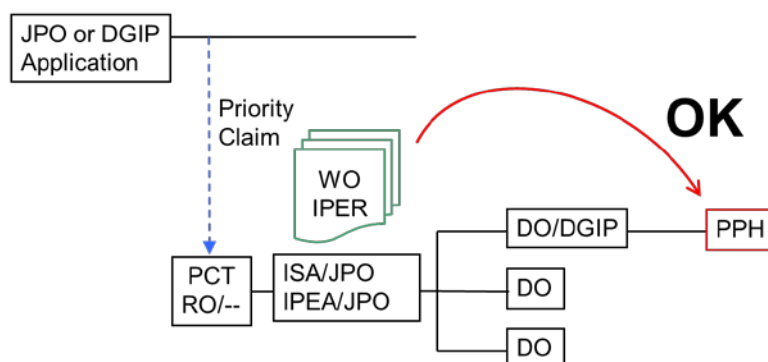 JPO or DGIP
Application
Priority
Claim
OK
WO
IPER
DO/DGIP
PPH
PCT
RO/--
ISA/JPO
IPEA/JPO
DO
DO